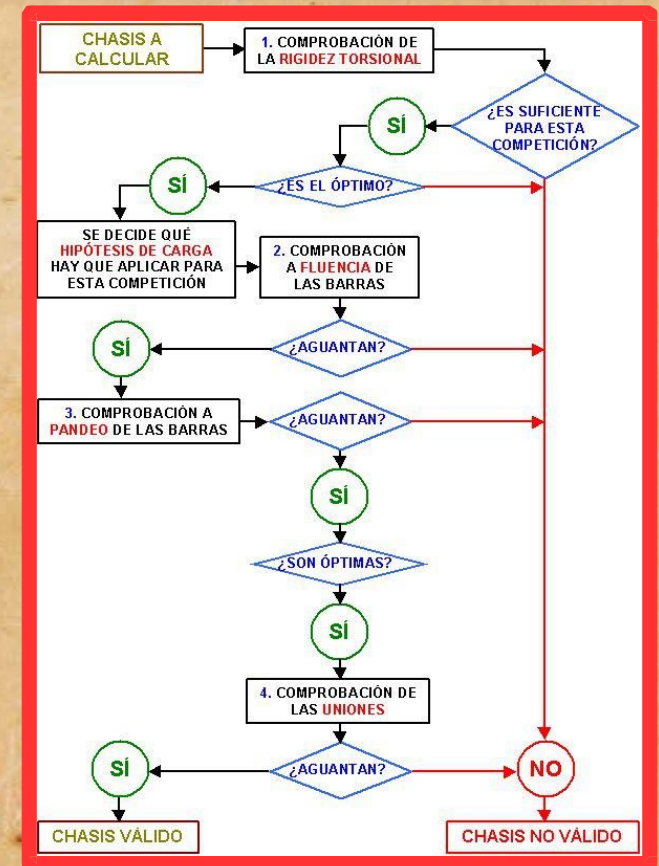 CHASIS A
CALCULAR
1. COMPROBACIÓN DE
LA RIGIDEZ TORSIONAL
¿ES SUFICIENTE
PARA ESTA
COMPETICIÓN?
SÍ
¿ES EL ÓPTIMO?
SÍ
SE DECIDE QUÉ
HIPÓTESIS DE CARGA
HAY QUE APLICAR PARA
ESTA COMPETICIÓN
2. COMPROBACIÓN
A FLUENCIA DE
LAS BARRAS
¿AGUANTAN?
SÍ
3. COMPROBACIÓN A
PANDEO DE LAS BARRAS
¿AGUANTAN?
SÍ
¿SON ÓPTIMAS?
SÍ
4. COMPROBACIÓN DE
LAS UNIONES
¿AGUANTAN?
SÍ
NO
CHASIS VÁLIDO
CHASIS NO VÁLIDO